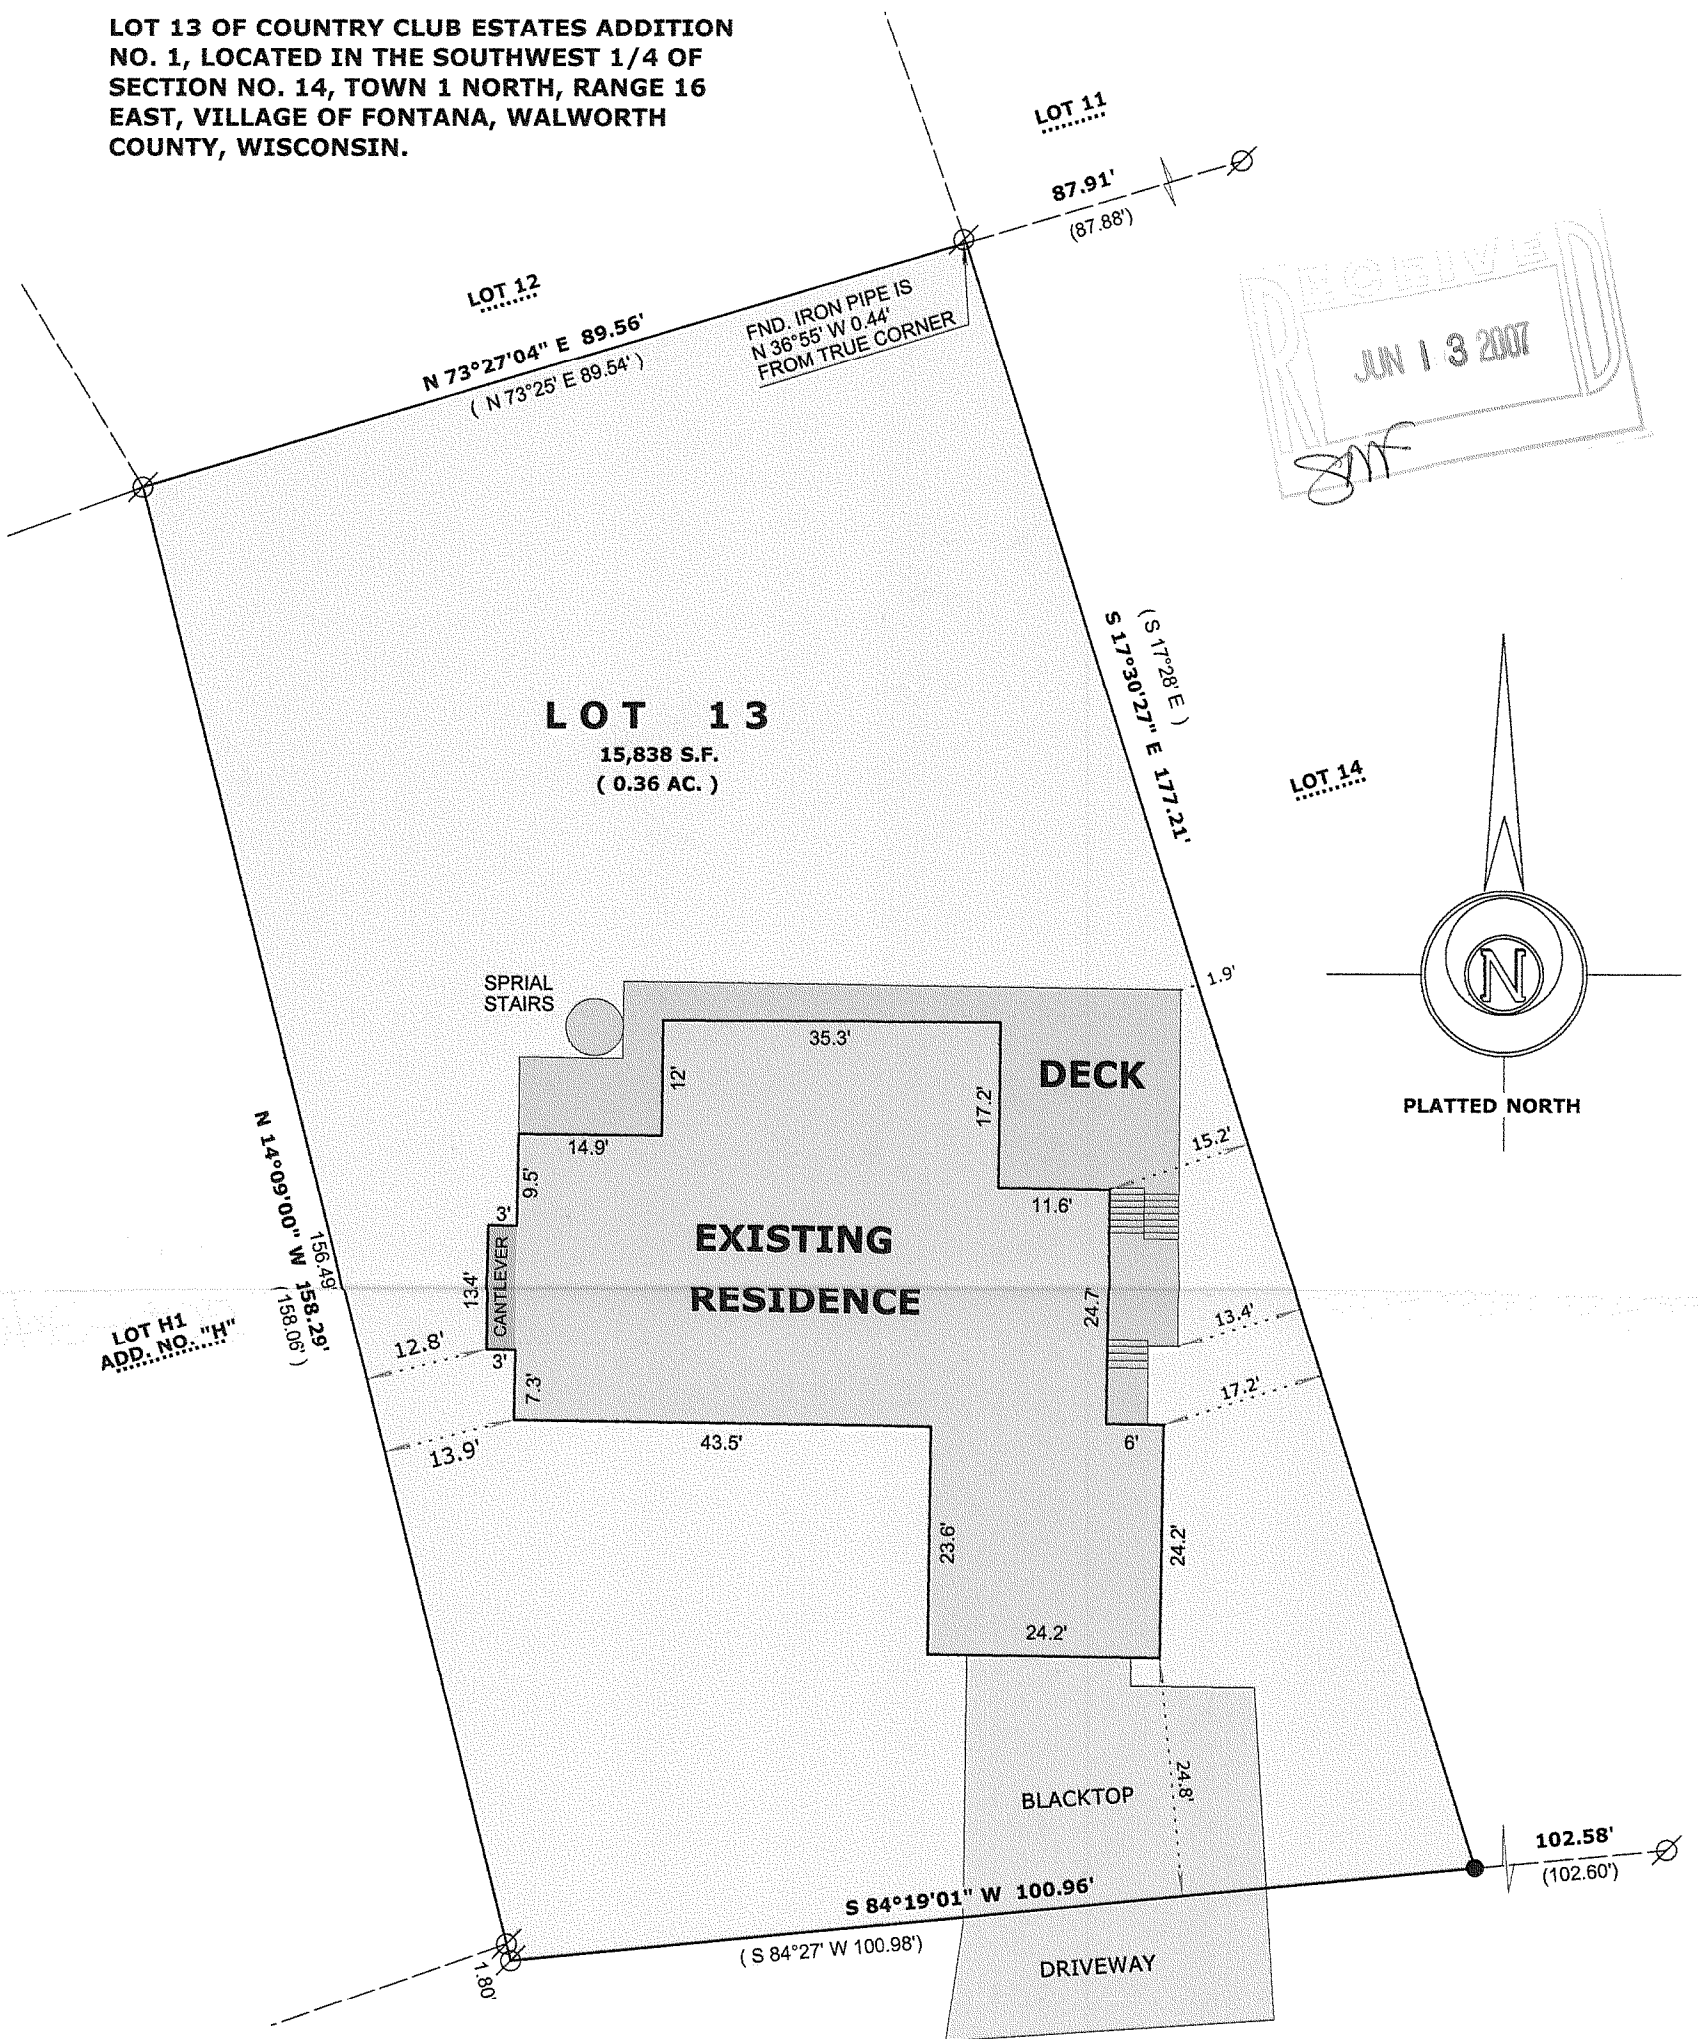 LOT 13 OF COUNTRY CLUB ESTATES ADDITION
NO. 1, LOCATED IN THE SOUTHWEST 1/4 OF
SECTION NO. 14, TOWN 1 NORTH, RANGE 16
EAST, VILLAGE OF FONTANA, WALWORTH
COUNTY, WISCONSIN.
LOT 11
87.91'
(87.88')
RECEIVED
JUN 13 2007
LOT 12
N 73°27'04" E 89.56'
( N 73°25' E 89.54' )
FND. IRON PIPE IS
N 36°55' W 0.44'
FROM TRUE CORNER
( S 17°28' E )
S 17°30'27" E 177.21'
LOT 13
15,838 S.F.
( 0.36 AC. )
LOT 14
N
PLATTED NORTH
SPRIAL
STAIRS
1.9'
35.3'
12'
17.2'
DECK
14.9'
9.5'
11.6'
15.2'
3'
13.4'
CANTLEVER
3'
7.3'
EXISTING
RESIDENCE
24.7'
13.4'
17.2'
N 14°09'00" W 158.29'
156.49'
(158.06')
LOT H1
ADD. NO. "H"
12.8'
13.9'
43.5'
6'
23.6'
24.2'
24.2'
24.8'
BLACKTOP
S 84°19'01" W 100.96'
( S 84°27' W 100.98')
DRIVEWAY
102.58'
(102.60')
1.80'